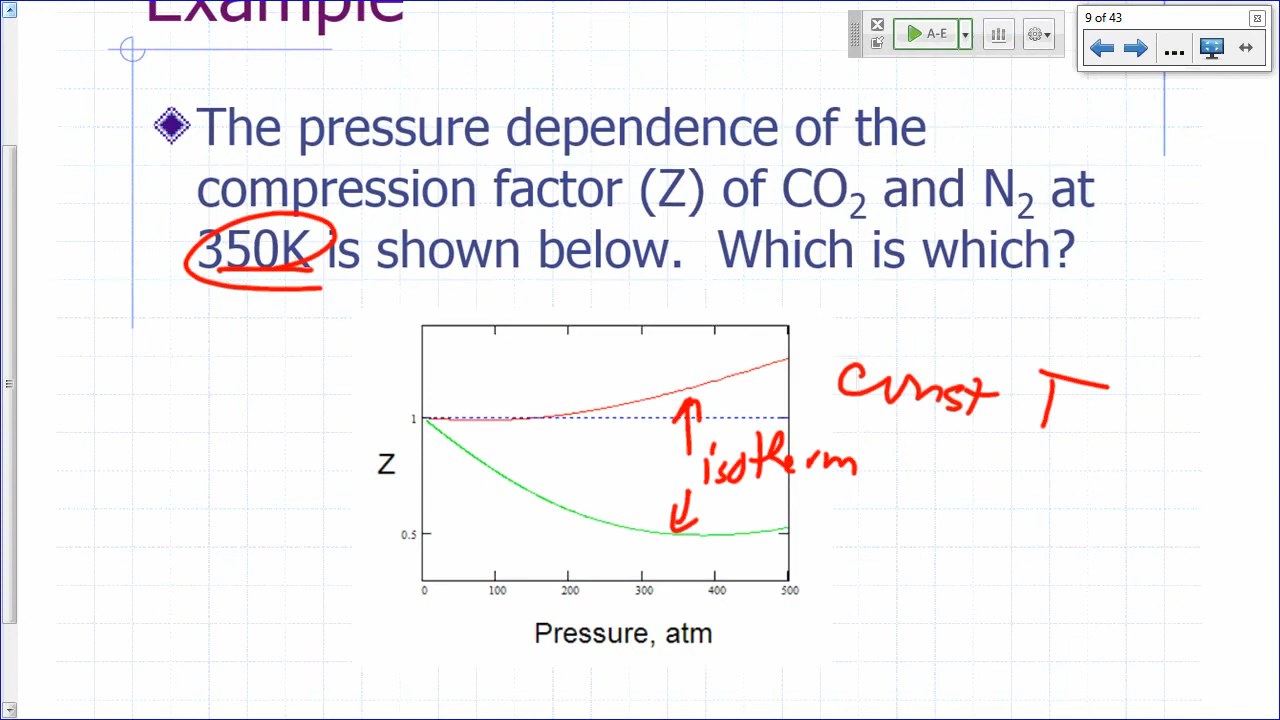 Example
A-E
9 of 43
...
The pressure dependence of the
compression factor (Z) of CO₂ and N₂ at
350K is shown below. Which is which?
const T
1
isotherm
Z
0.5
0 100 200 300 400 500
Pressure, atm